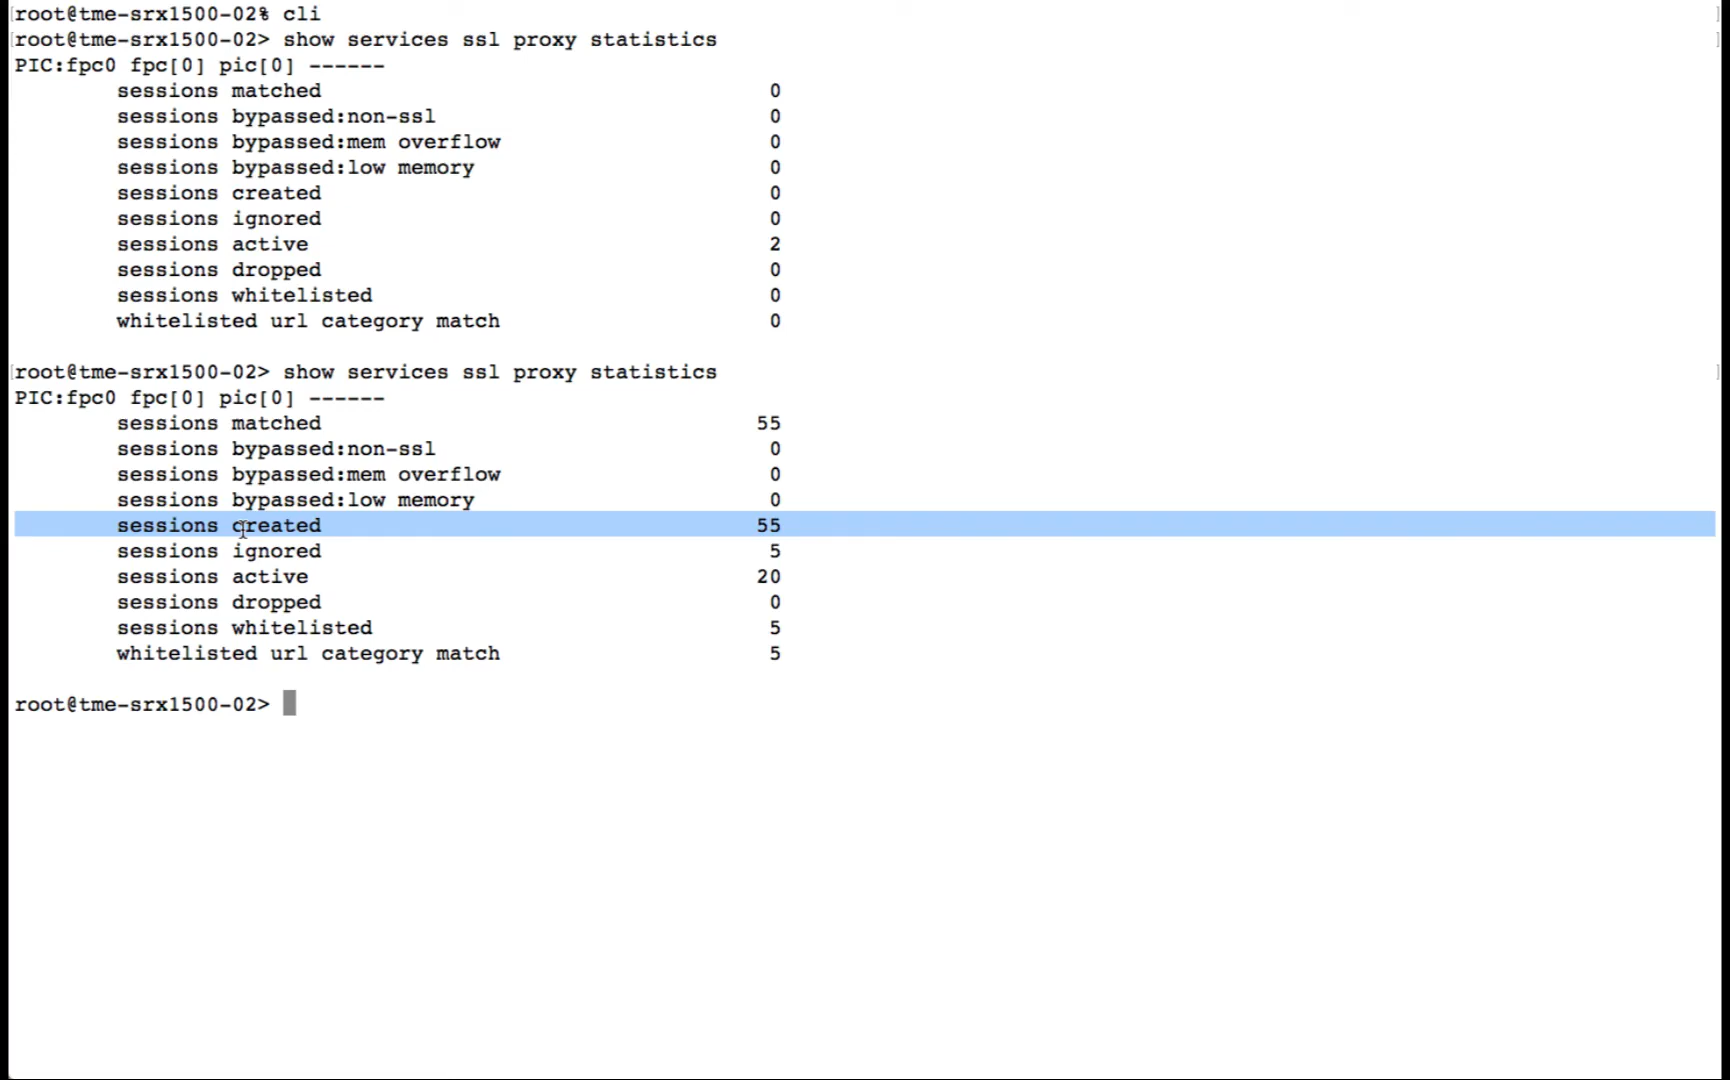 root@tme-srx1500-02% cli
root@tme-srx1500-02> show services ssl proxy statistics
PIC:fpc0 fpc[0] pic[0] ------
sessions matched 0
sessions bypassed:non-ssl 0
sessions bypassed:mem overflow 0
sessions bypassed:low memory 0
sessions created 0
sessions ignored 0
sessions active 2
sessions dropped 0
sessions whitelisted 0
whitelisted url category match 0
root@tme-srx1500-02> show services ssl proxy statistics
PIC:fpc0 fpc[0] pic[0] ------
sessions matched 55
sessions bypassed:non-ssl 0
sessions bypassed:mem overflow 0
sessions bypassed:low memory 0
sessions created 55
sessions ignored 5
sessions active 20
sessions dropped 0
sessions whitelisted 5
whitelisted url category match 5
root@tme-srx1500-02>